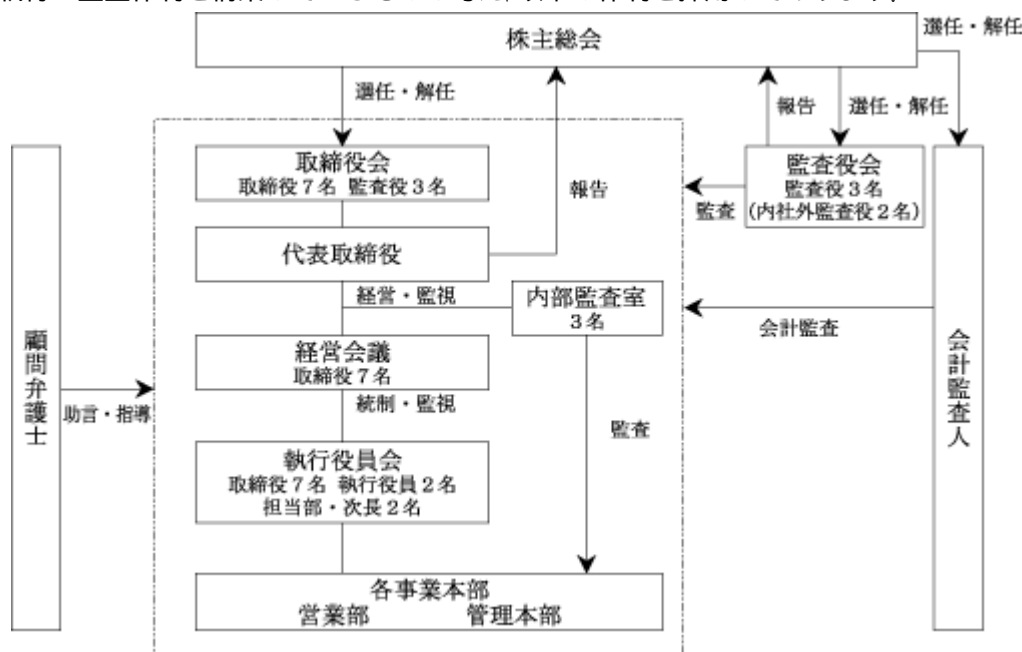 株主総会
選任・解任
選任・解任
報告
選任・解任
取締役会
取締役7名 監査役3名
監査役会
監査役3名
(内社外監査役2名)
監査
報告
代表取締役
経営・監視
内部監査室
3名
会計監査
経営会議
取締役7名
統制・監視
顧問弁護士
助言・指導
会計監査人
監査
執行役員会
取締役7名 執行役員2名
担当部・次長2名
各事業本部
営業部 管理本部